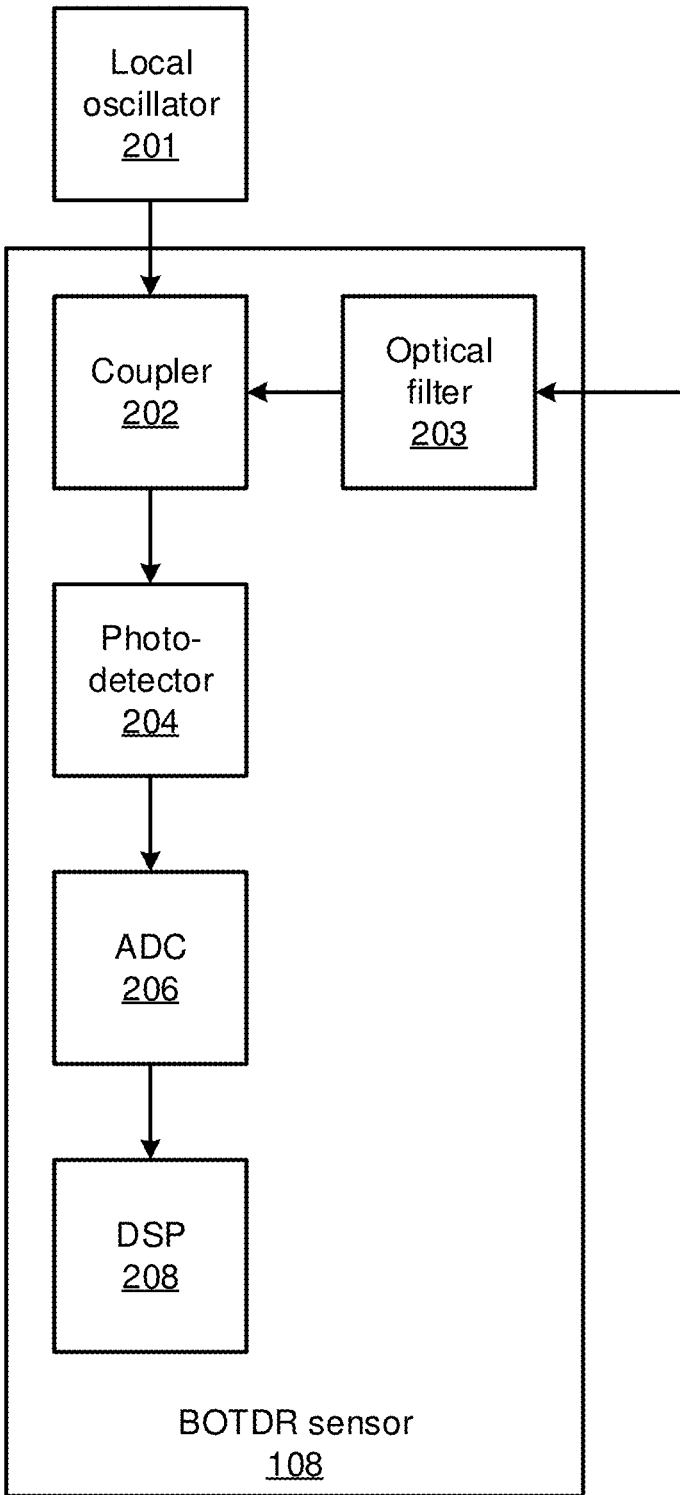 Local
oscillator
201
Coupler
202
Optical
filter
203
Photo-
detector
204
ADC
206
DSP
208
BOTDR sensor
108